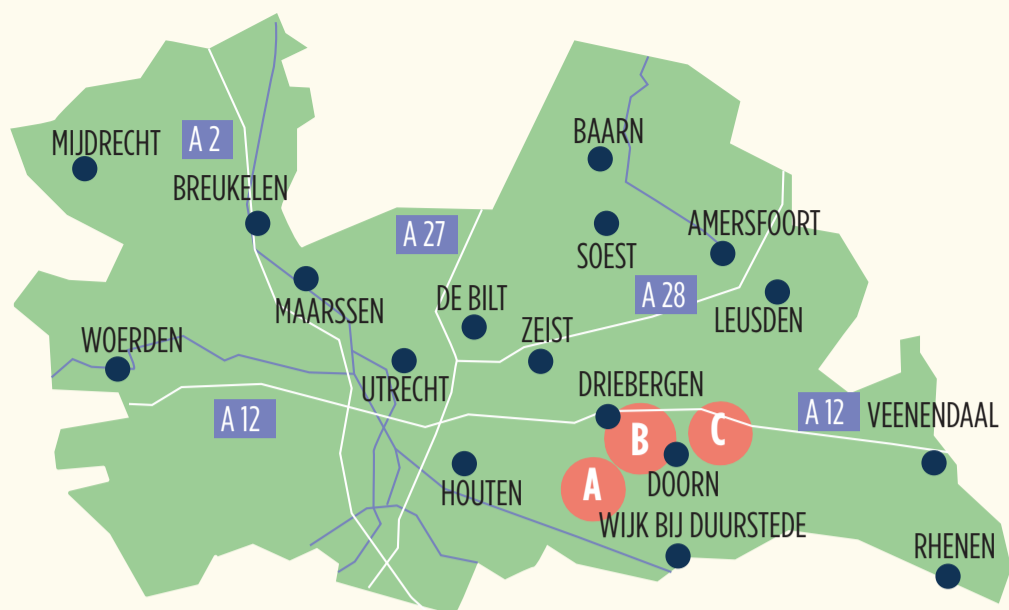 BAARN
MIJDRECHT
A 2
BREUKELEN
AMERSFOORT
A 27
SOEST
A 28
DE BILT
MAARSSEN
LEUSDEN
ZEIST
WOERDEN
UTRECHT
DRIEBERGEN
A 12
A 12
VEENENDAAL
B
C
A
DOORN
HOUTEN
WIJK BIJ DUURSTEDE
RHENEN